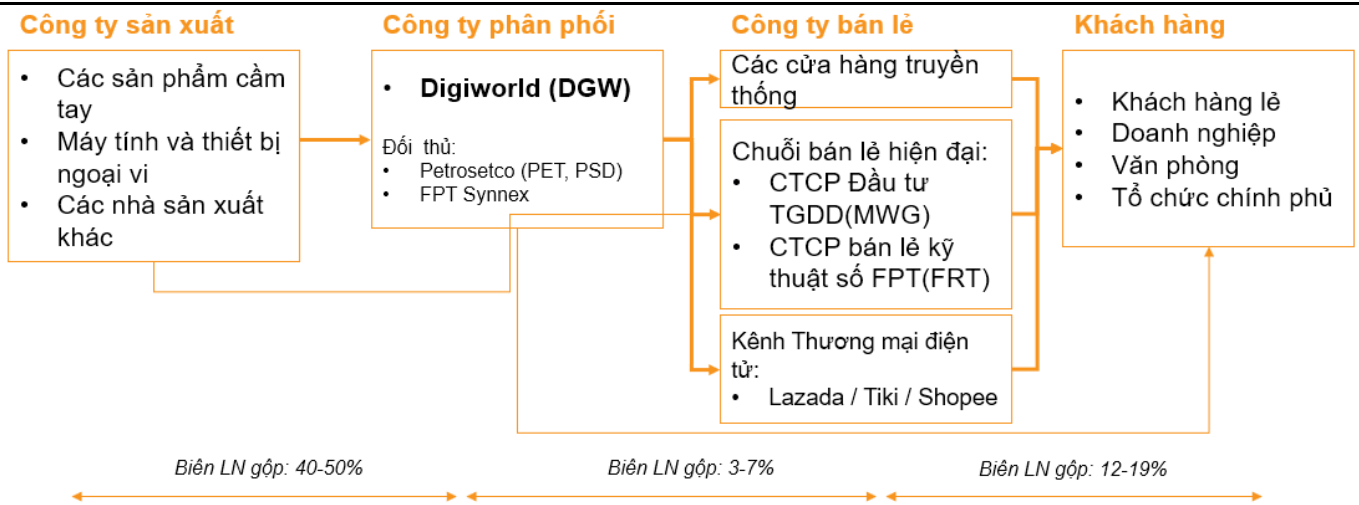 Công ty sản xuất
• Các sản phẩm cầm
tay
• Máy tính và thiết bị
ngoại vi
• Các nhà sản xuất
khác
Công ty phân phối
• Digiworld (DGW)
Đối thủ:
• Petrosetco (PET, PSD)
• FPT Synnex
Công ty bán lẻ
Các cửa hàng truyền
thống
Chuỗi bán lẻ hiện đại:
• CTCP Đầu tư
TGDD(MWG)
• CTCP bán lẻ kỹ
thuật số FPT(FRT)
Kênh Thương mại điện
tử:
• Lazada / Tiki / Shopee
Khách hàng
• Khách hàng lẻ
• Doanh nghiệp
• Văn phòng
• Tổ chức chính phủ
Biên LN gộp: 40-50%
Biên LN gộp: 3-7%
Biên LN gộp: 12-19%